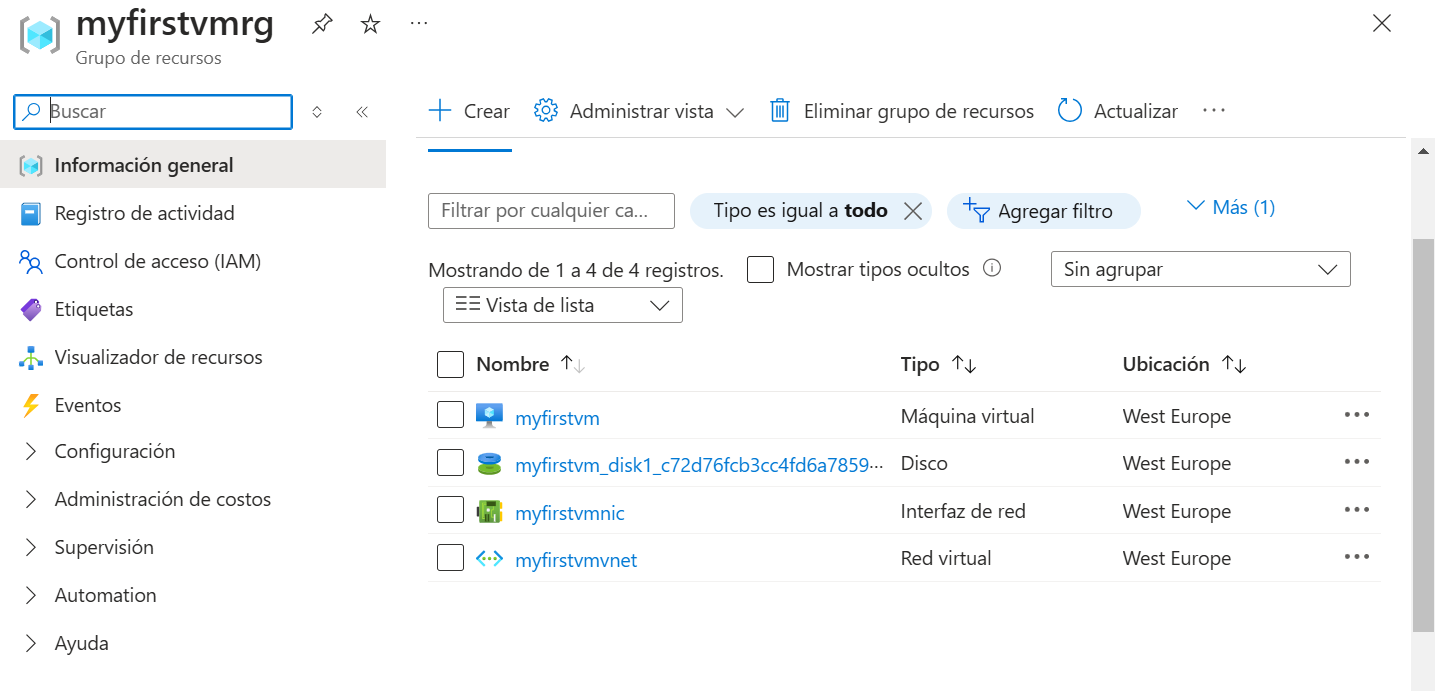 myfirstvmrg
Grupo de recursos
Buscar
Información general
Registro de actividad
Control de acceso (IAM)
Etiquetas
Visualizador de recursos
Eventos
Configuración
Administración de costos
Supervisión
Automation
Ayuda
Crear Administrar vista Eliminar grupo de recursos Actualizar ...
Filtrar por cualquier ca... Tipo es igual a todo Agregar filtro Más (1)
Mostrando de 1 a 4 de 4 registros. Mostrar tipos ocultos Sin agrupar
Vista de lista
Nombre Tipo Ubicación
myfirstvm Máquina virtual West Europe
myfirstvm_disk1_c72d76fcb3cc4fd6a7859... Disco West Europe
myfirstvmnic Interfaz de red West Europe
myfirstvmvnet Red virtual West Europe